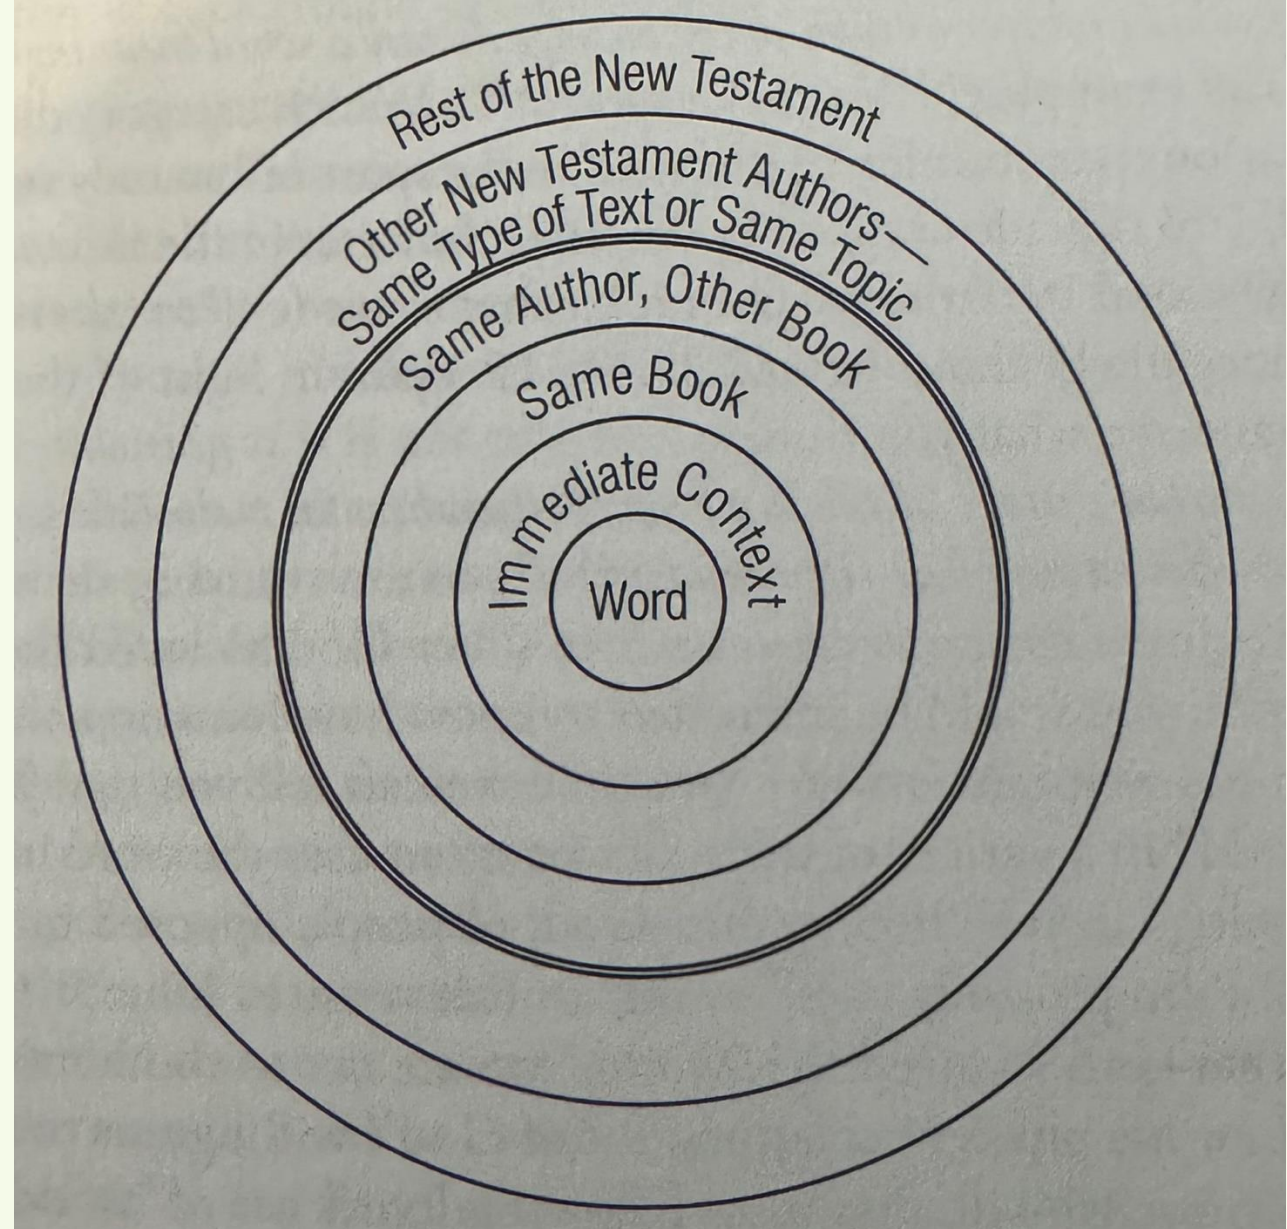 Rest of the New Testament
Other New Testament Authors—
Same Type of Text or Same Topic
Same Author, Other Book
Same Book
Immediate Context
Word